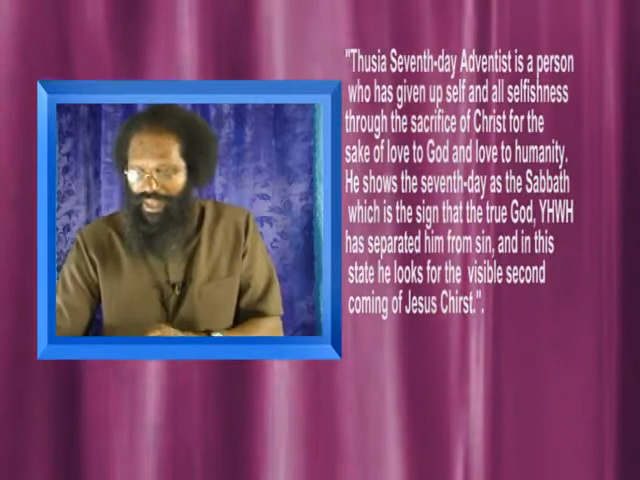 "Thusia Seventh-day Adventist is a person
who has given up self and all selfishness
through the sacrifice of Christ for the
sake of love to God and love to humanity.
He shows the seventh-day as the Sabbath
which is the sign that the true God, YHWH
has separated him from sin, and in this
state he looks for the visible second
coming of Jesus Chirst.".